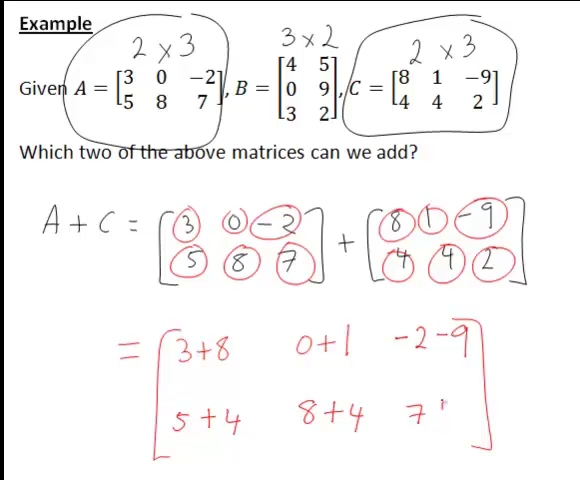 Example
2 × 3 3 × 2 2 × 3
Given A = [3 0 −2; 5 8 7], B = [4 5; 0 9; 3 2], C = [8 1 −9; 4 4 2]
Which two of the above matrices can we add?
A + C = [3 0 −2; 5 8 7] + [8 1 −9; 4 4 2]
= [3+8 0+1 −2−9
5+4 8+4 7]